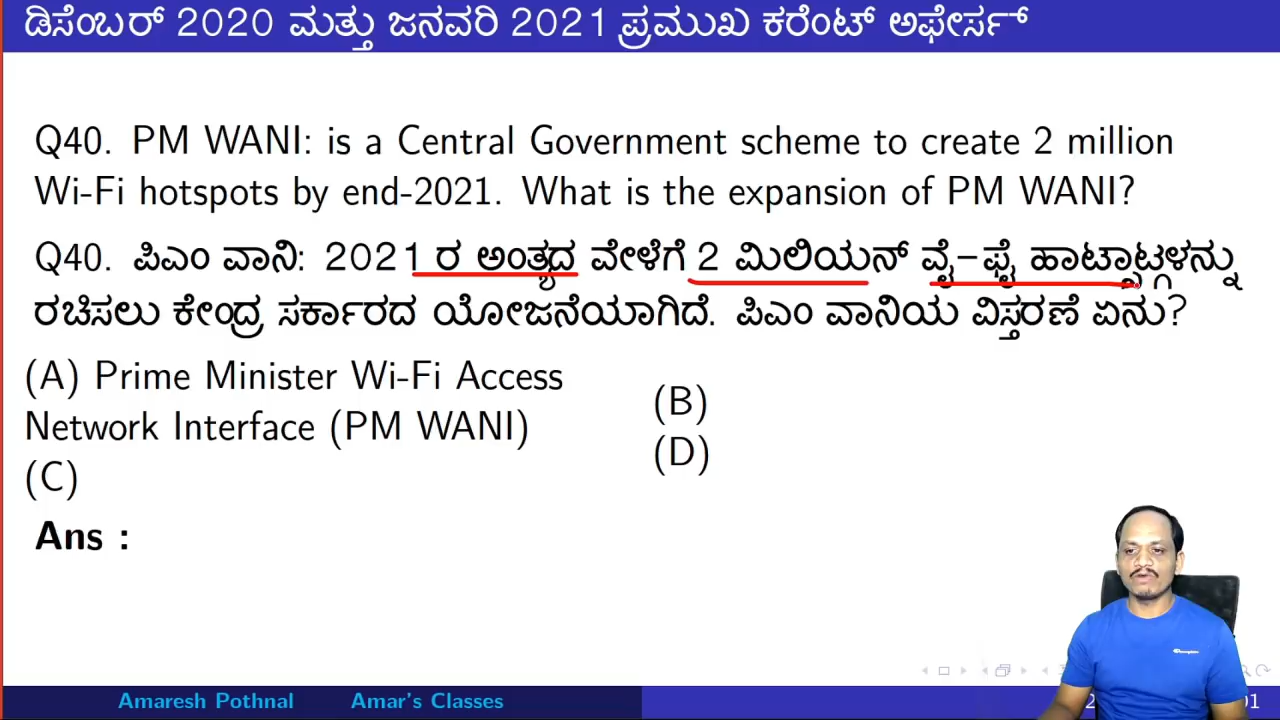 ಡಿಸೆಂಬರ್ 2020 ಮತ್ತು ಜನವರಿ 2021 ಪ್ರಮುಖ ಕರೆಂಟ್ ಅಫೇರ್ಸ್
Q40. PM WANI: is a Central Government scheme to create 2 million
Wi-Fi hotspots by end-2021. What is the expansion of PM WANI?
Q40. ಪಿಎಂ ವಾನಿ: 2021 ರ ಅಂತ್ಯದ ವೇಳೆಗೆ 2 ಮಿಲಿಯನ್ ವೈ-ಫೈ ಹಾಟ್ಸ್ಪಾಟ್ಗಳನ್ನು
ರಚಿಸಲು ಕೇಂದ್ರ ಸರ್ಕಾರದ ಯೋಜನೆಯಾಗಿದೆ. ಪಿಎಂ ವಾನಿಯ ವಿಸ್ತರಣೆ ಏನು?
(A) Prime Minister Wi-Fi Access
Network Interface (PM WANI)
(B)
(C)
(D)
Ans :
Amaresh Pothnal Amar's Classes